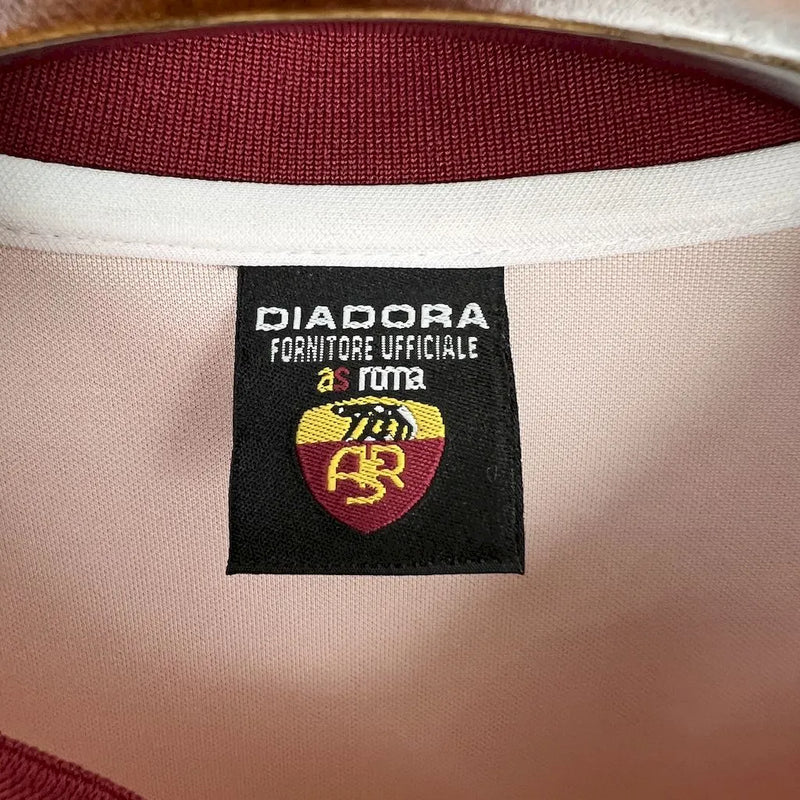 DIADORA
FORNITORE UFFICIALE
as roma
ASR